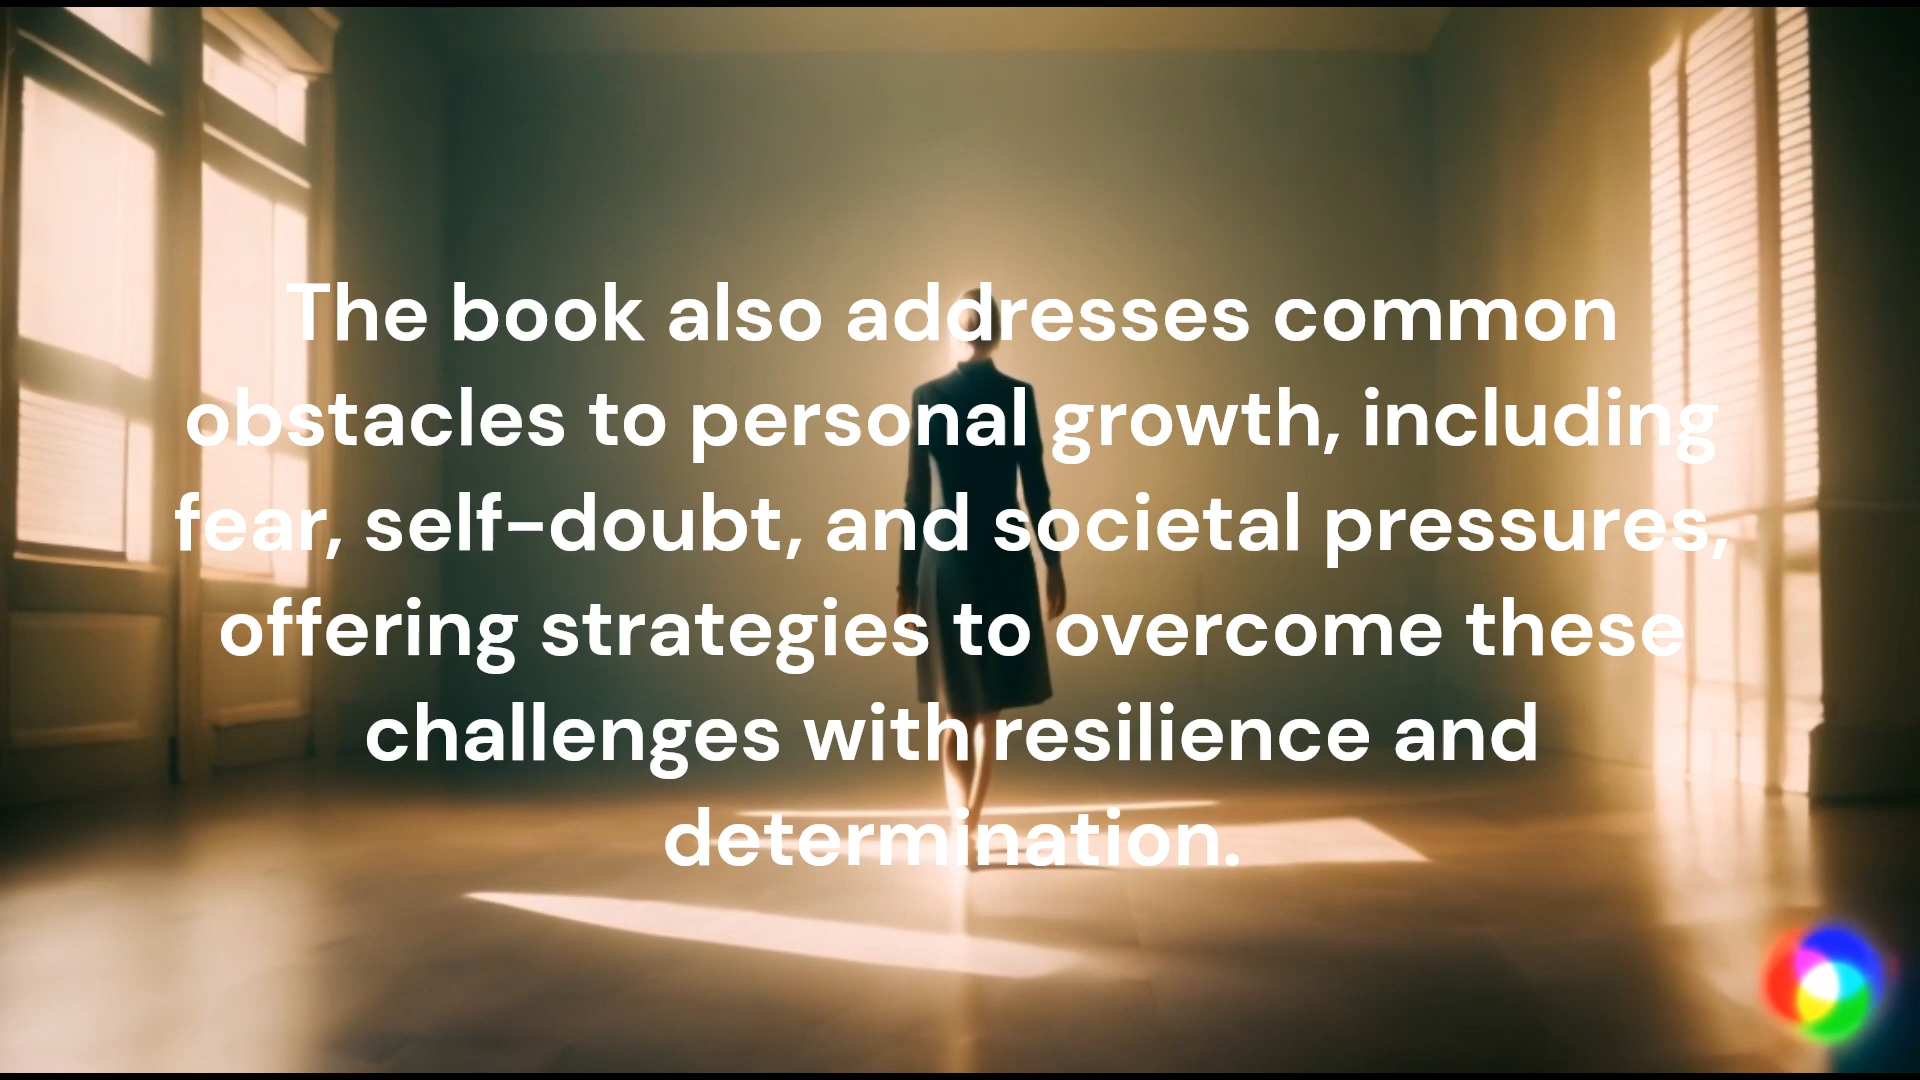 The book also addresses common
obstacles to personal growth, including
fear, self-doubt, and societal pressures,
offering strategies to overcome these
challenges with resilience and
determination.